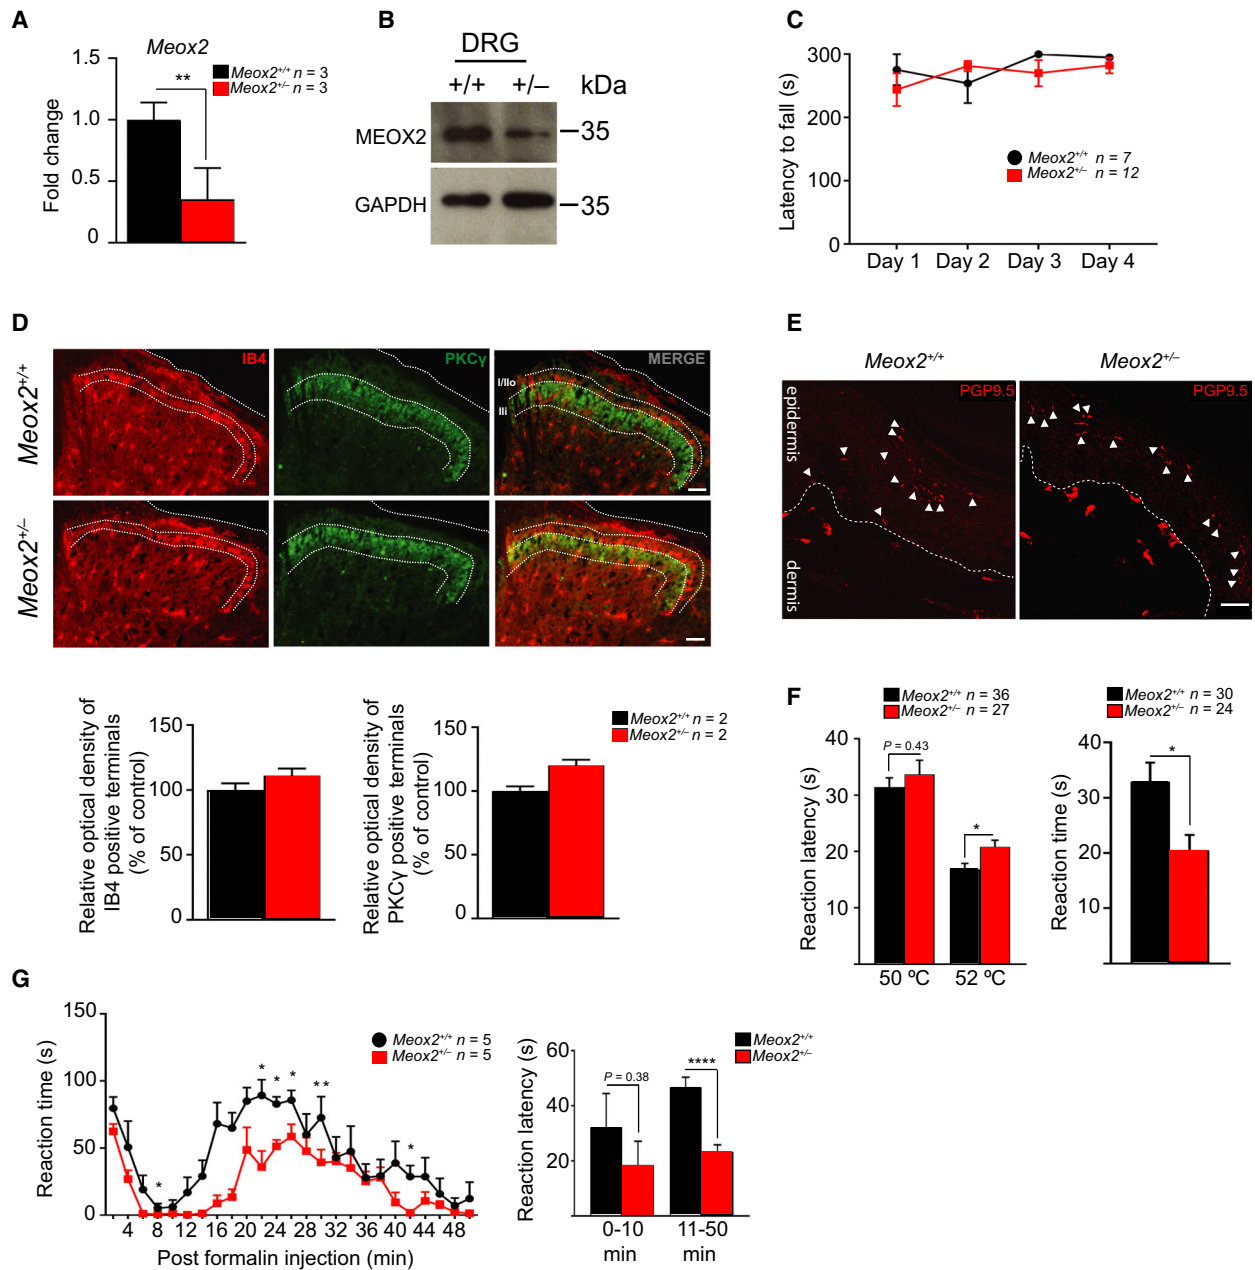 A
Meox2
Fold change
1.5
1.0
0.5
0
**
Meox2+/+ n = 3
Meox2+/– n = 3
B
DRG
+/+ +/– kDa
MEOX2
35
GAPDH
35
C
Latency to fall (s)
300
200
100
0
Meox2+/+ n = 7
Meox2+/– n = 12
Day 1 Day 2 Day 3 Day 4
D
Meox2+/+
IB4
PKCγ
MERGE
I/IIo
IIi
Meox2+/–
Relative optical density of
IB4 positive terminals
(% of control)
150
100
50
0
Relative optical density of
PKCγ positive terminals
(% of control)
150
100
50
0
Meox2+/+ n = 2
Meox2+/– n = 2
E
Meox2+/+
Meox2+/–
epidermis
dermis
PGP9.5
PGP9.5
F
Meox2+/+ n = 36
Meox2+/– n = 27
Reaction latency (s)
40
30
20
10
P = 0.43
*
50 ºC 52 ºC
Meox2+/+ n = 30
Meox2+/– n = 24
Reaction time (s)
40
30
20
10
*
G
Reaction time (s)
150
100
50
0
Meox2+/+ n = 5
Meox2+/– n = 5
* * * * ** *
4 8 12 16 20 24 28 32 36 40 44 48
Post formalin injection (min)
Meox2+/+
Meox2+/–
Reaction latency (s)
60
40
20
P = 0.38
****
0-10
min
11-50
min